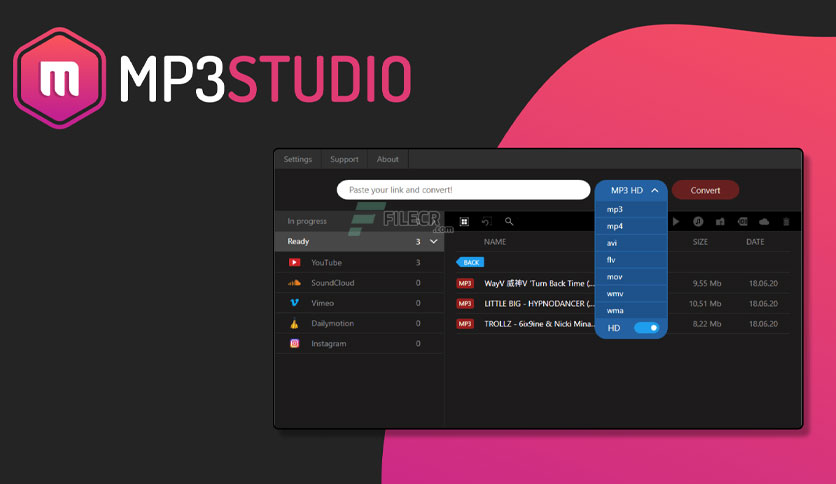 m MP3STUDIO
Settings Support About
Paste your link and convert! MP3 HD Convert
mp3
mp4
avi
flv
mov
wmv
wma
HD
In progress
FILECR
.com
Ready 3 NAME SIZE DATE
BACK
YouTube 3
MP3 WayV 威神V 'Turn Back Time (... 9,55 Mb 18.06.20
SoundCloud 0
MP3 LITTLE BIG - HYPNODANCER (... 10,51 Mb 18.06.20
Vimeo 0
MP3 TROLLZ - 6ix9ine & Nicki Mina... 8,22 Mb 18.06.20
Dailymotion 0
Instagram 0